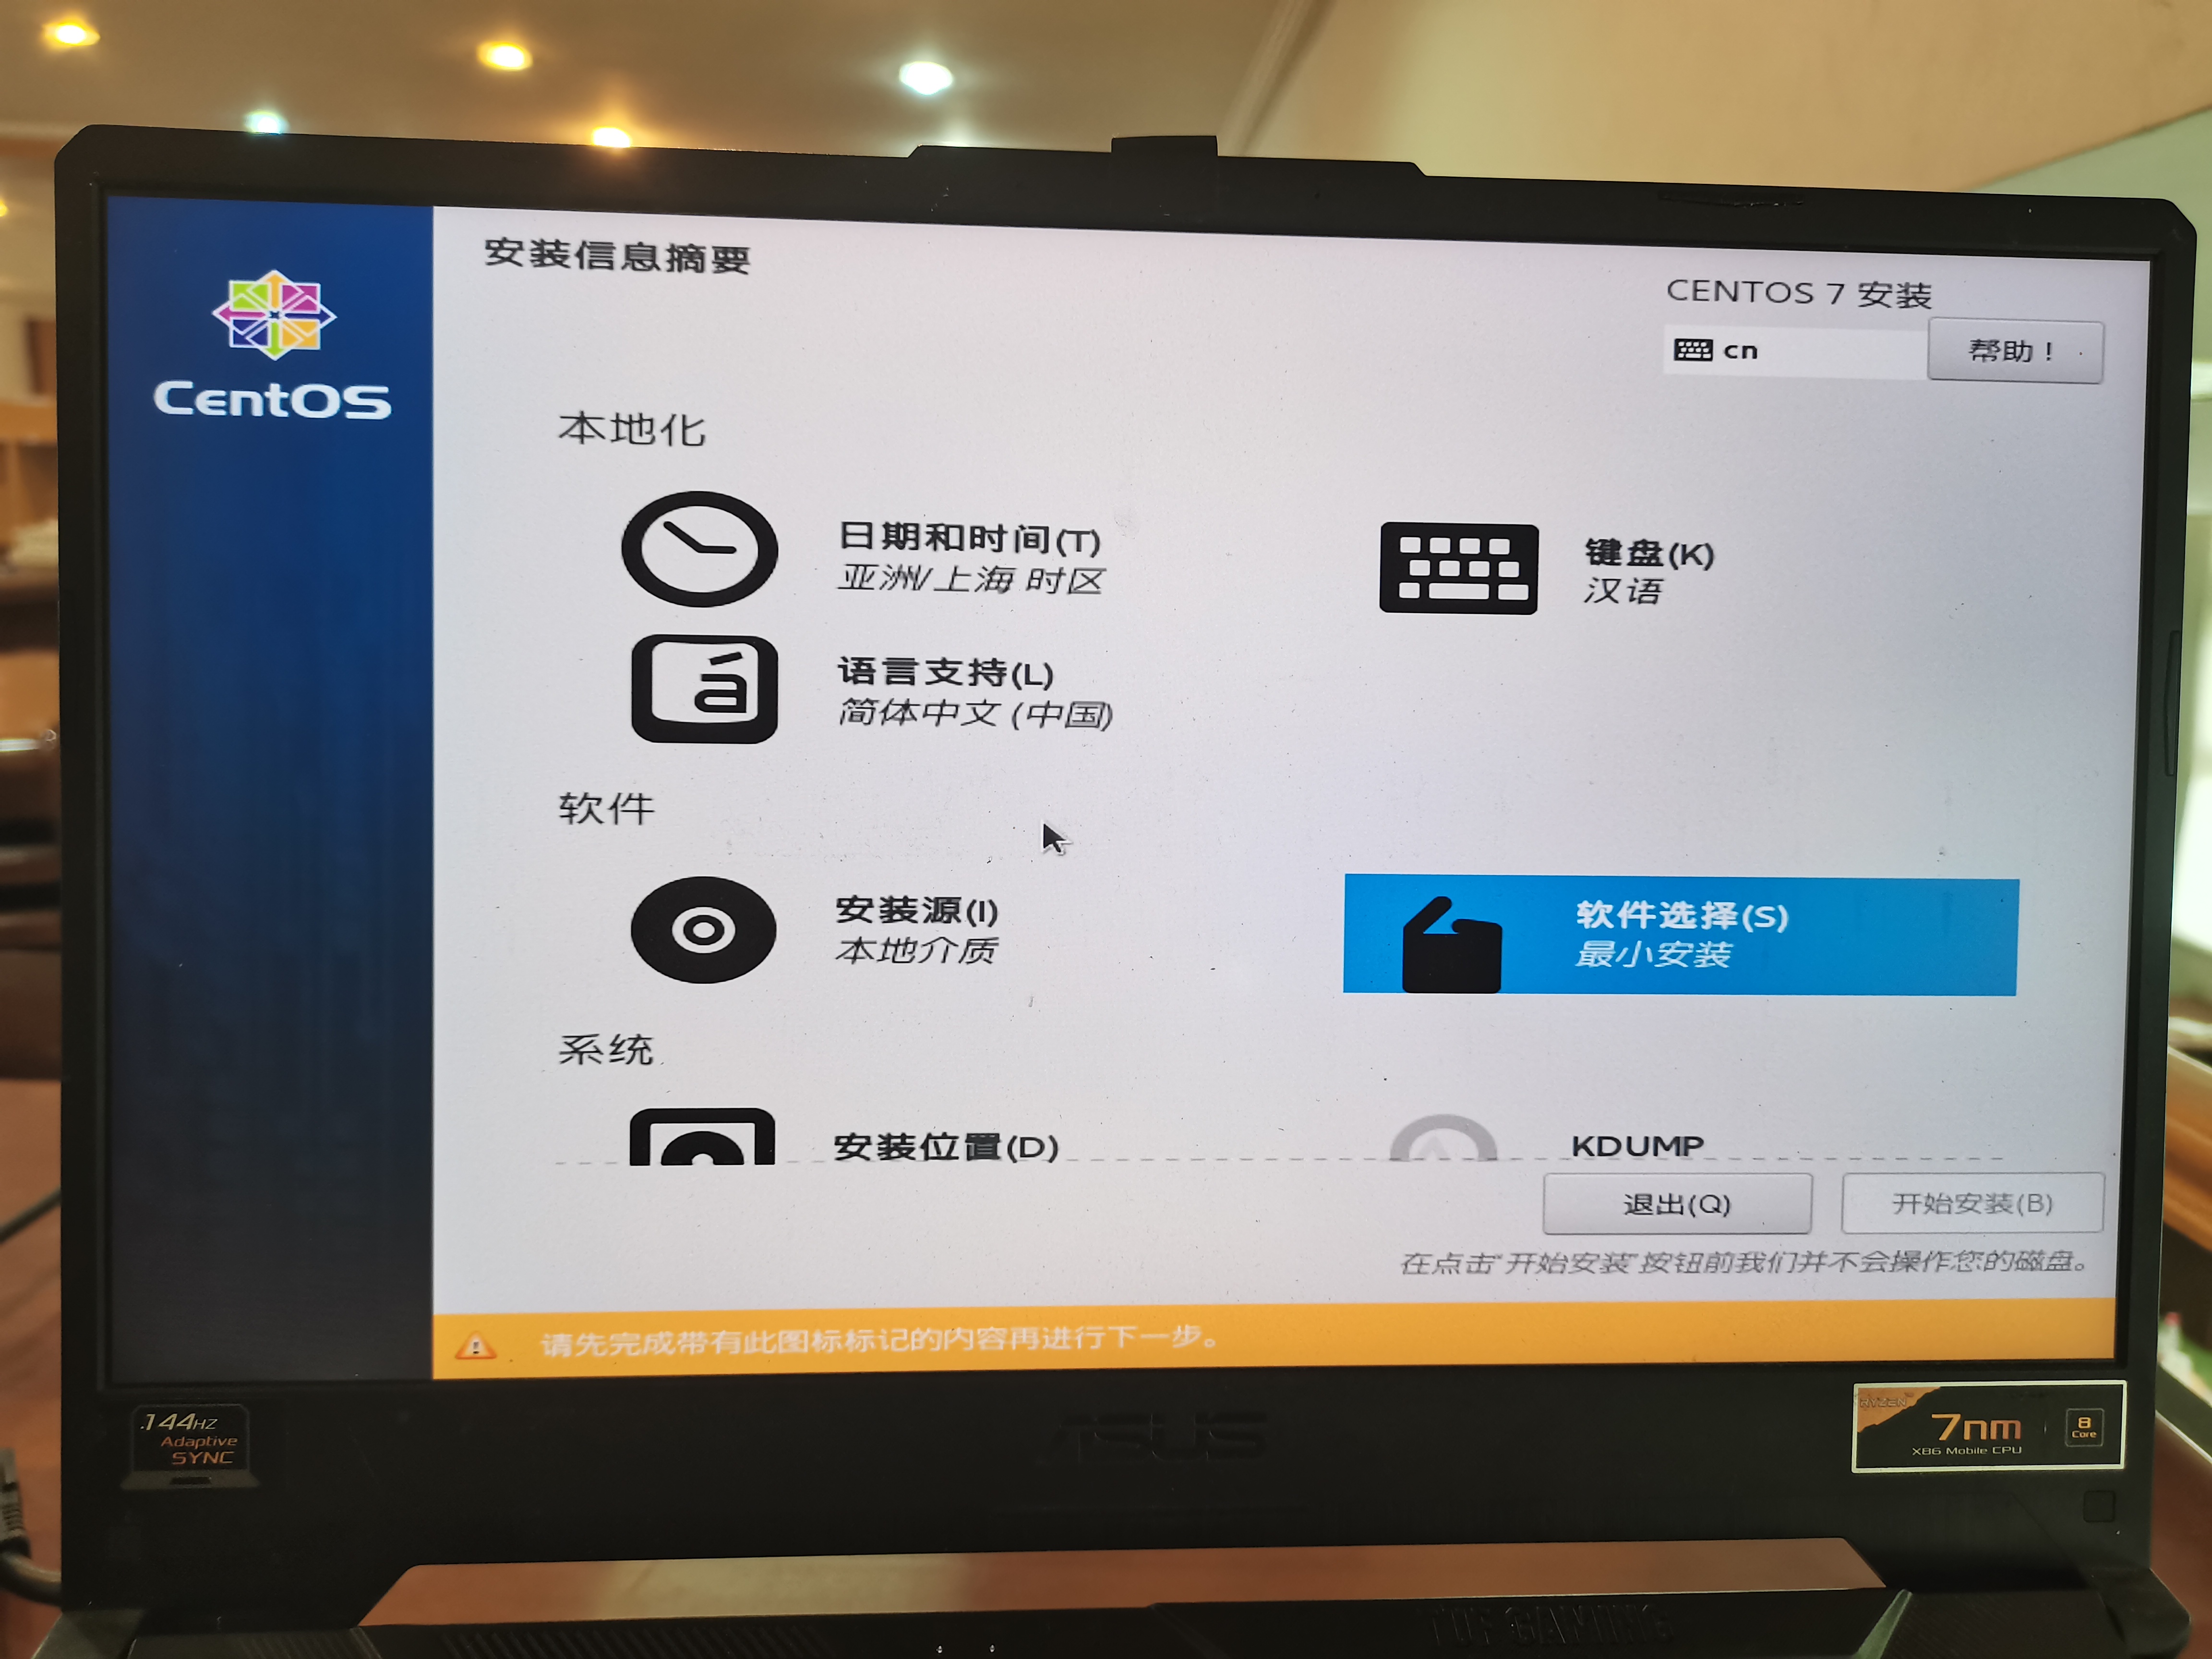 安装信息摘要
CENTOS 7 安装
cn
帮助！
CentOS
本地化
日期和时间(T)
亚洲/上海 时区
键盘(K)
汉语
语言支持(L)
简体中文 (中国)
软件
安装源(I)
本地介质
软件选择(S)
最小安装
系统
安装位置(D)
KDUMP
退出(Q)
开始安装(B)
在点击“开始安装”按钮前我们并不会操作您的磁盘。
请先完成带有此图标标记的内容再进行下一步。
144Hz
Adaptive
SYNC
ASUS
RYZEN
7nm
X86 Mobile CPU
8
Core
TUF GAMING